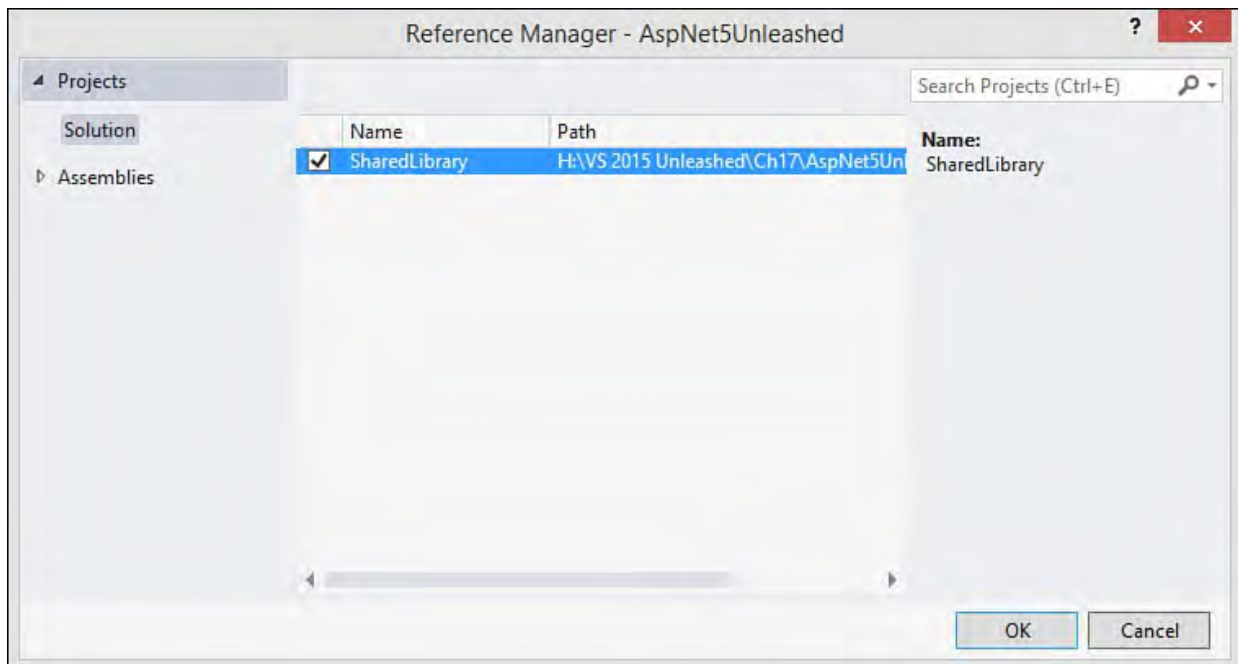 Reference Manager - AspNet5Unleashed
?
Projects
Search Projects (Ctrl+E)
Solution
Assemblies
Name Path
SharedLibrary H:\VS 2015 Unleashed\Ch17\AspNet5Unl
Name:
SharedLibrary
OK Cancel